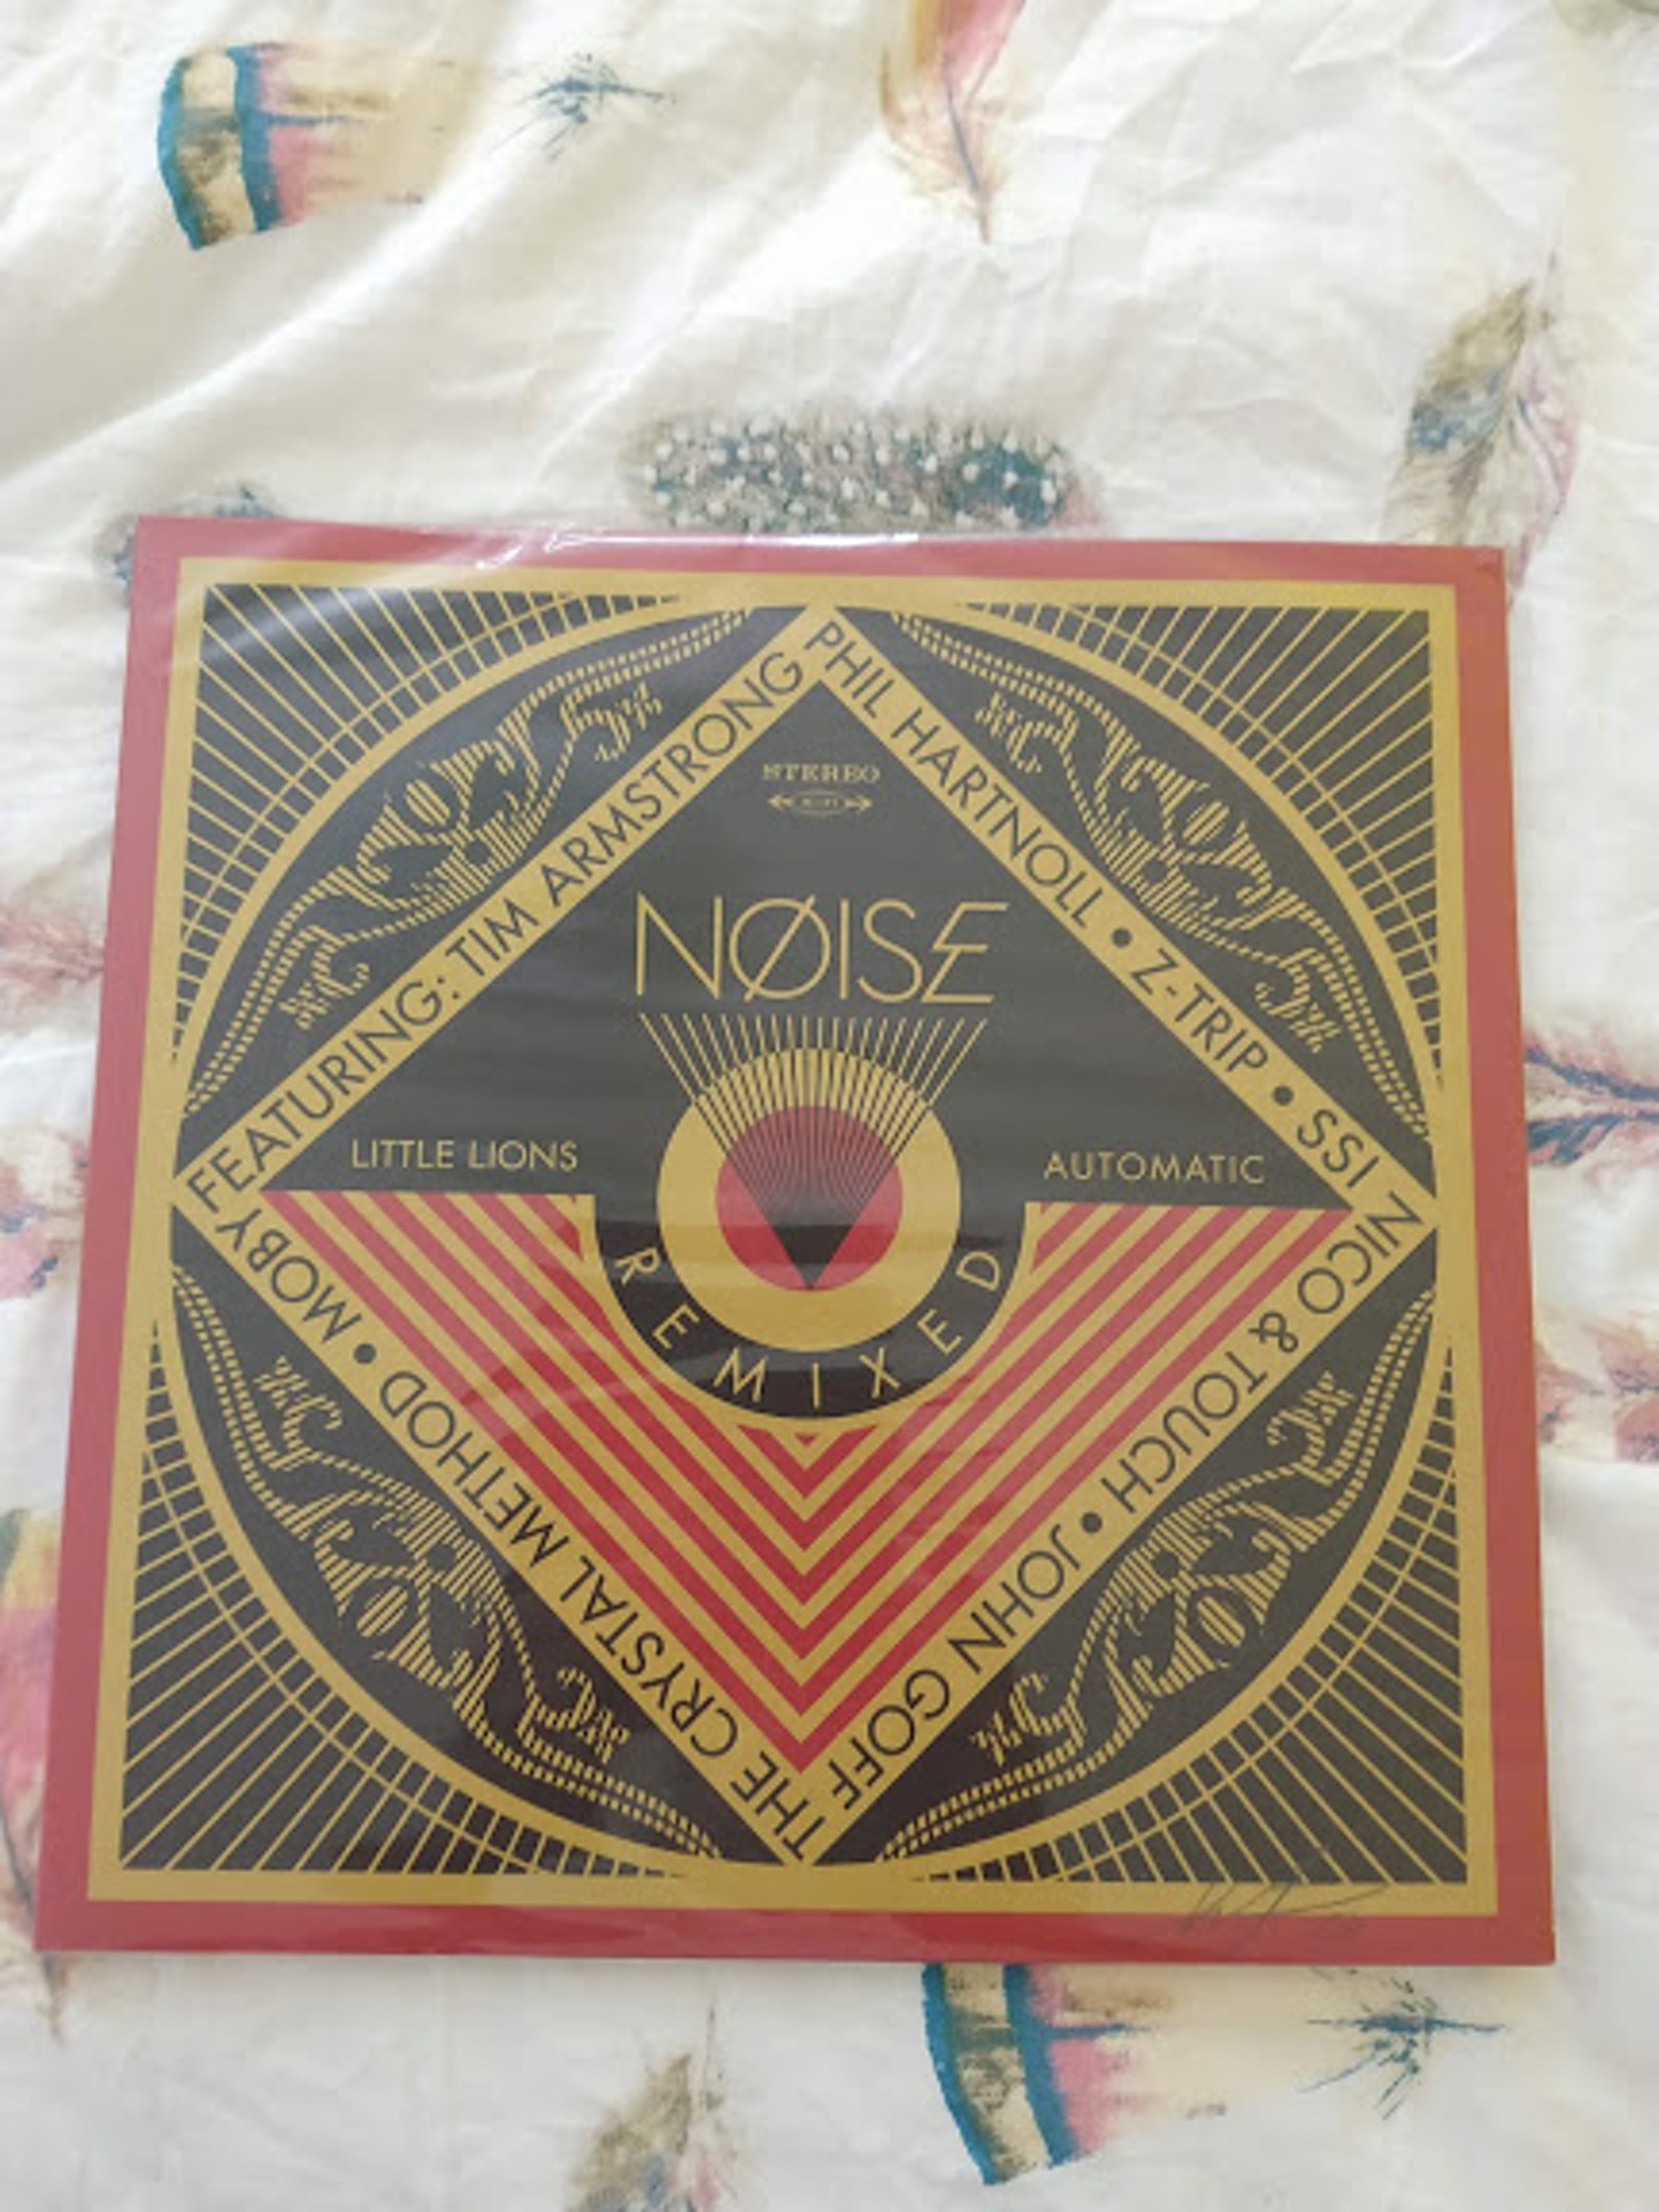 FEATURING: TIM ARMSTRONG
PHIL HARTNOLL • Z-TRIP • SSI
NICO & TOUCH • JOHN GOFF
THE CRYSTAL METHOD • MOBY
STEREO
NØISE
LITTLE LIONS
AUTOMATIC
REMIXED